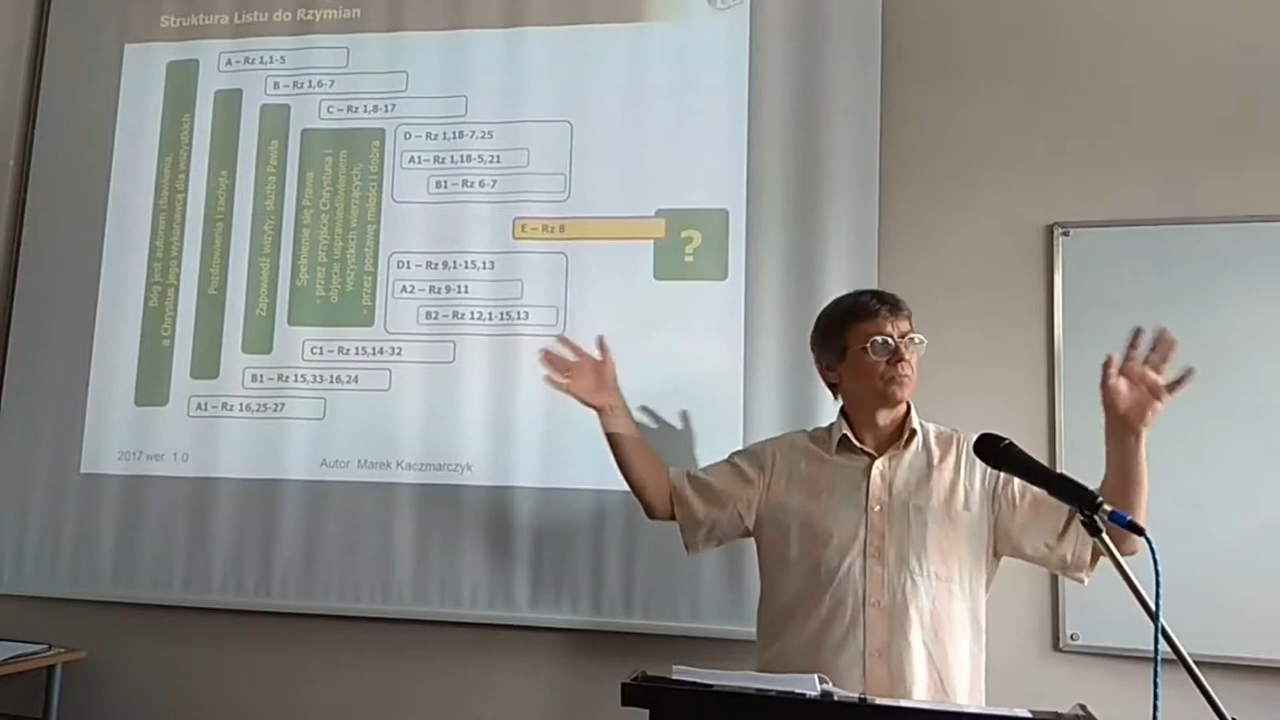 Struktura Listu do Rzymian
A – Rz 1,1-5
B – Rz 1,6-7
C – Rz 1,8-17
D – Rz 1,18-7,25
A1– Rz 1,18-5,21
B1 – Rz 6-7
E – Rz 8
?
D1 – Rz 9,1-15,13
A2 – Rz 9-11
B2 – Rz 12,1-15,13
C1 – Rz 15,14-32
B1 – Rz 15,33-16,24
A1 – Rz 16,25-27
Bóg jest autorem zbawienia,
a Chrystus jego wykonawcą dla wszystkich
Pozdrowienia i zachęta
Zapowiedź wizyty; służba Pawła
Spełnienie się Prawa:
- przez przyjście Chrystusa i
objęcie usprawiedliwieniem
wszystkich wierzących;
- przez postawę miłości i dobra
2017 wer. 1.0
Autor: Marek Kaczmarczyk